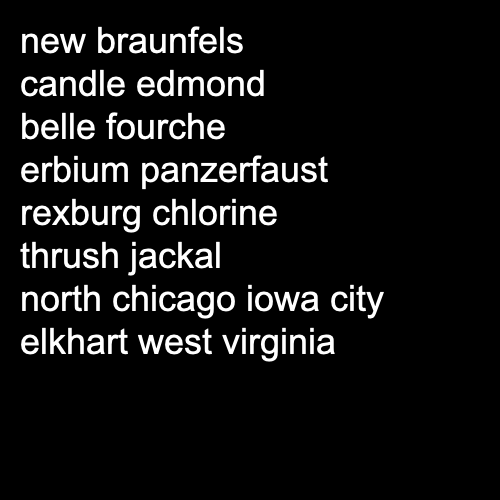 new braunfels
candle edmond
belle fourche
erbium panzerfaust
rexburg chlorine
thrush jackal
north chicago iowa city
elkhart west virginia